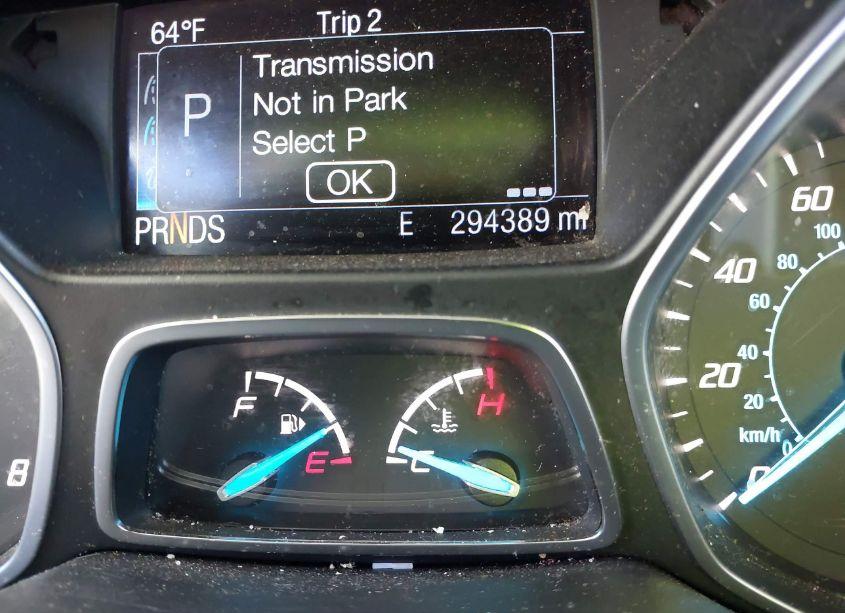 64°F Trip 2
Transmission
P Not in Park
Select P
OK
PRNDS E 294389 mi
60
100
40 80
60
40
20
20
km/h
0 0
8
F H
E C